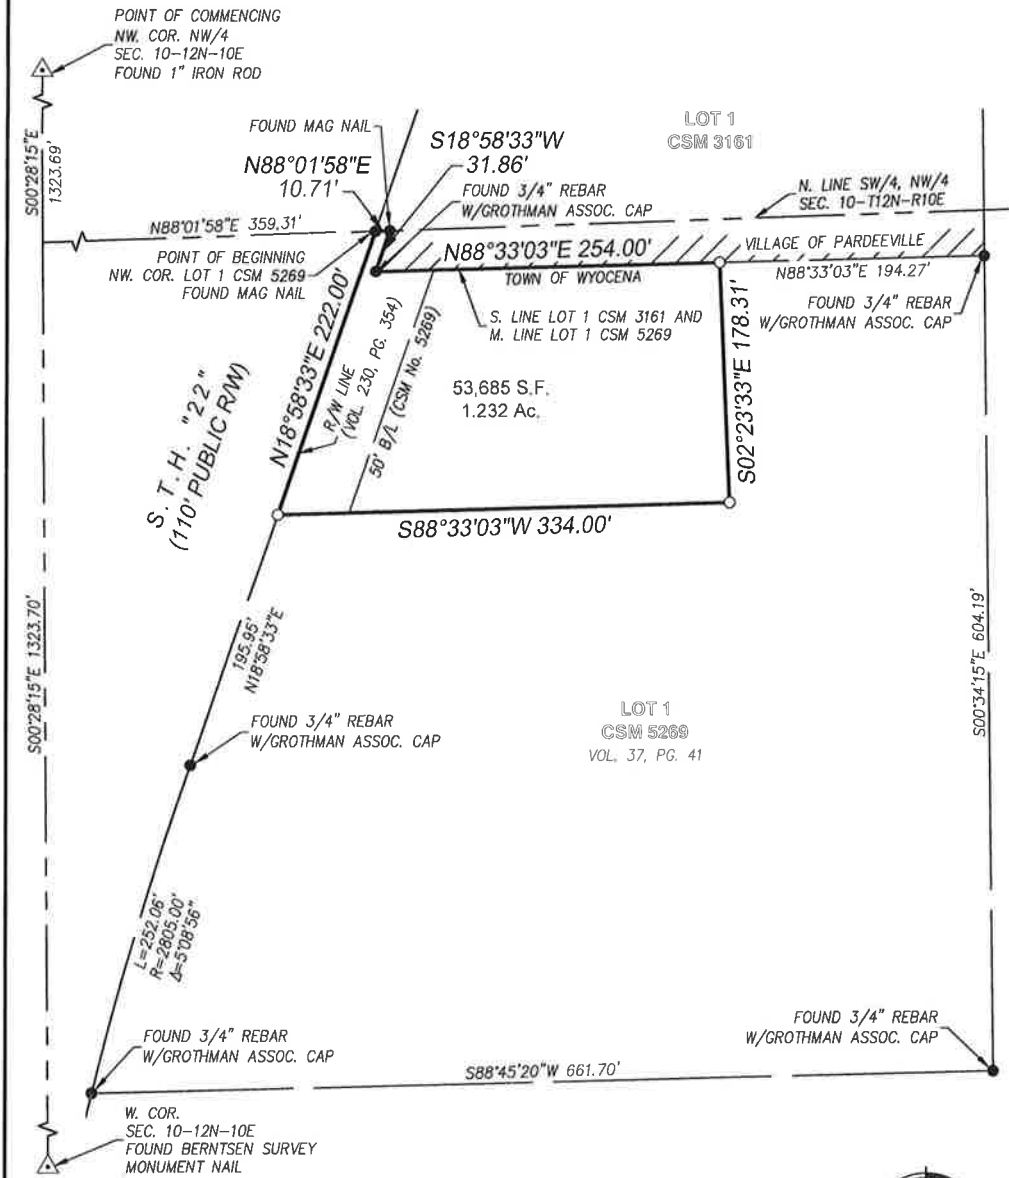 POINT OF COMMENCING
NW. COR. NW/4
SEC. 10-12N-10E
FOUND 1" IRON ROD
S00°28'15"E
1323.69'
FOUND MAG NAIL
LOT 1
CSM 3161
S18°58'33"W
31.86'
N88°01'58"E
10.71'
FOUND 3/4" REBAR
W/GROTHMAN ASSOC. CAP
N. LINE SW/4, NW/4
SEC. 10-T12N-R10E
N88°01'58"E 359.31'
POINT OF BEGINNING
NW. COR. LOT 1 CSM 5269
FOUND MAG NAIL
N88°33'03"E 254.00'
VILLAGE OF PARDEEVILLE
TOWN OF WYOCENA
N88°33'03"E 194.27'
FOUND 3/4" REBAR
W/GROTHMAN ASSOC. CAP
S. LINE LOT 1 CSM 3161 AND
M. LINE LOT 1 CSM 5269
N18°58'33"E 222.00'
R/W LINE
(VOL. 230, PG. 354)
50' B/L (CSM No. 5269)
53,685 S.F.
1.232 Ac.
S02°23'33"E 178.31'
S. T. H. "22"
(110' PUBLIC R/W)
S88°33'03"W 334.00'
195.95'
N18°58'33"E
S00°28'15"E 1323.70'
S00°34'15"E 604.19'
FOUND 3/4" REBAR
W/GROTHMAN ASSOC. CAP
LOT 1
CSM 5269
VOL. 37, PG. 41
L=252.06'
R=2805.00'
Δ=5°08'56"
FOUND 3/4" REBAR
W/GROTHMAN ASSOC. CAP
FOUND 3/4" REBAR
W/GROTHMAN ASSOC. CAP
S88°45'20"W 661.70'
W. COR.
SEC. 10-12N-10E
FOUND BERNTSEN SURVEY
MONUMENT NAIL